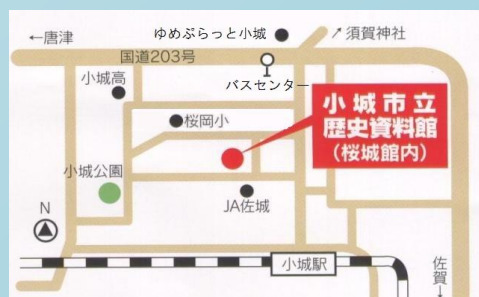 ゆめぷらっと小城
↗須賀神社
←唐津
国道203号
バスセンター
小城高
小城市立
歴史資料館
(桜城館内)
桜岡小
小城公園
JA佐城
N
小城駅
佐賀↓